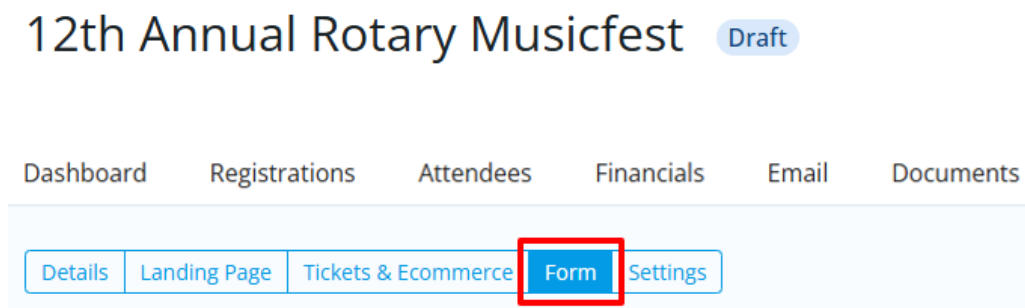 12th Annual Rotary Musicfest Draft
Dashboard Registrations Attendees Financials Email Documents
Details Landing Page Tickets & Ecommerce Form Settings